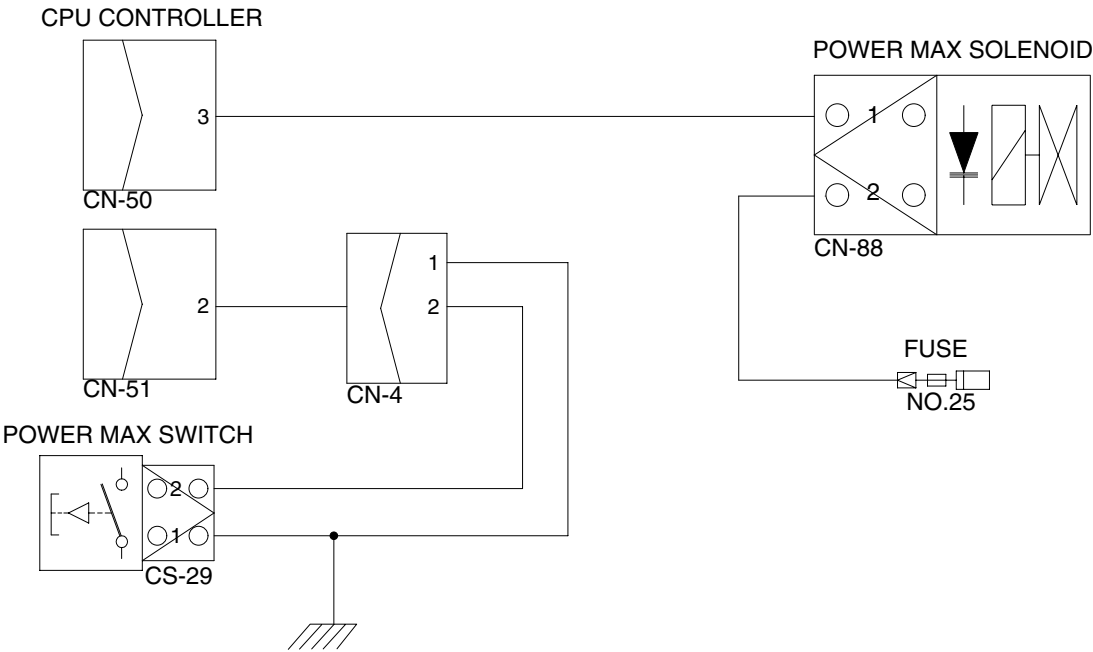 CPU CONTROLLER
3
CN-50
POWER MAX SOLENOID
1
2
CN-88
2
CN-51
1
2
CN-4
FUSE
NO.25
POWER MAX SWITCH
2
1
CS-29